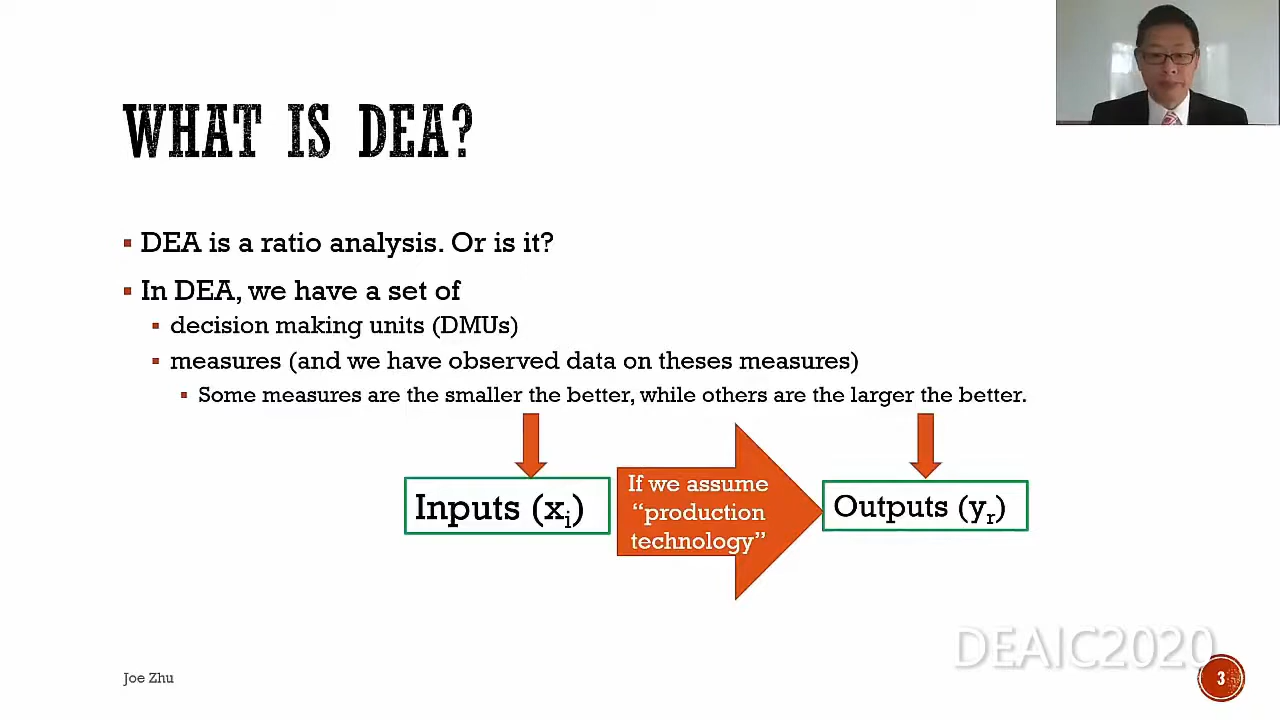 WHAT IS DEA?
DEA is a ratio analysis. Or is it?
In DEA, we have a set of
decision making units (DMUs)
measures (and we have observed data on theses measures)
Some measures are the smaller the better, while others are the larger the better.
Inputs (xᵢ)
If we assume
“production
technology”
Outputs (yᵣ)
DEAIC2020
Joe Zhu
3